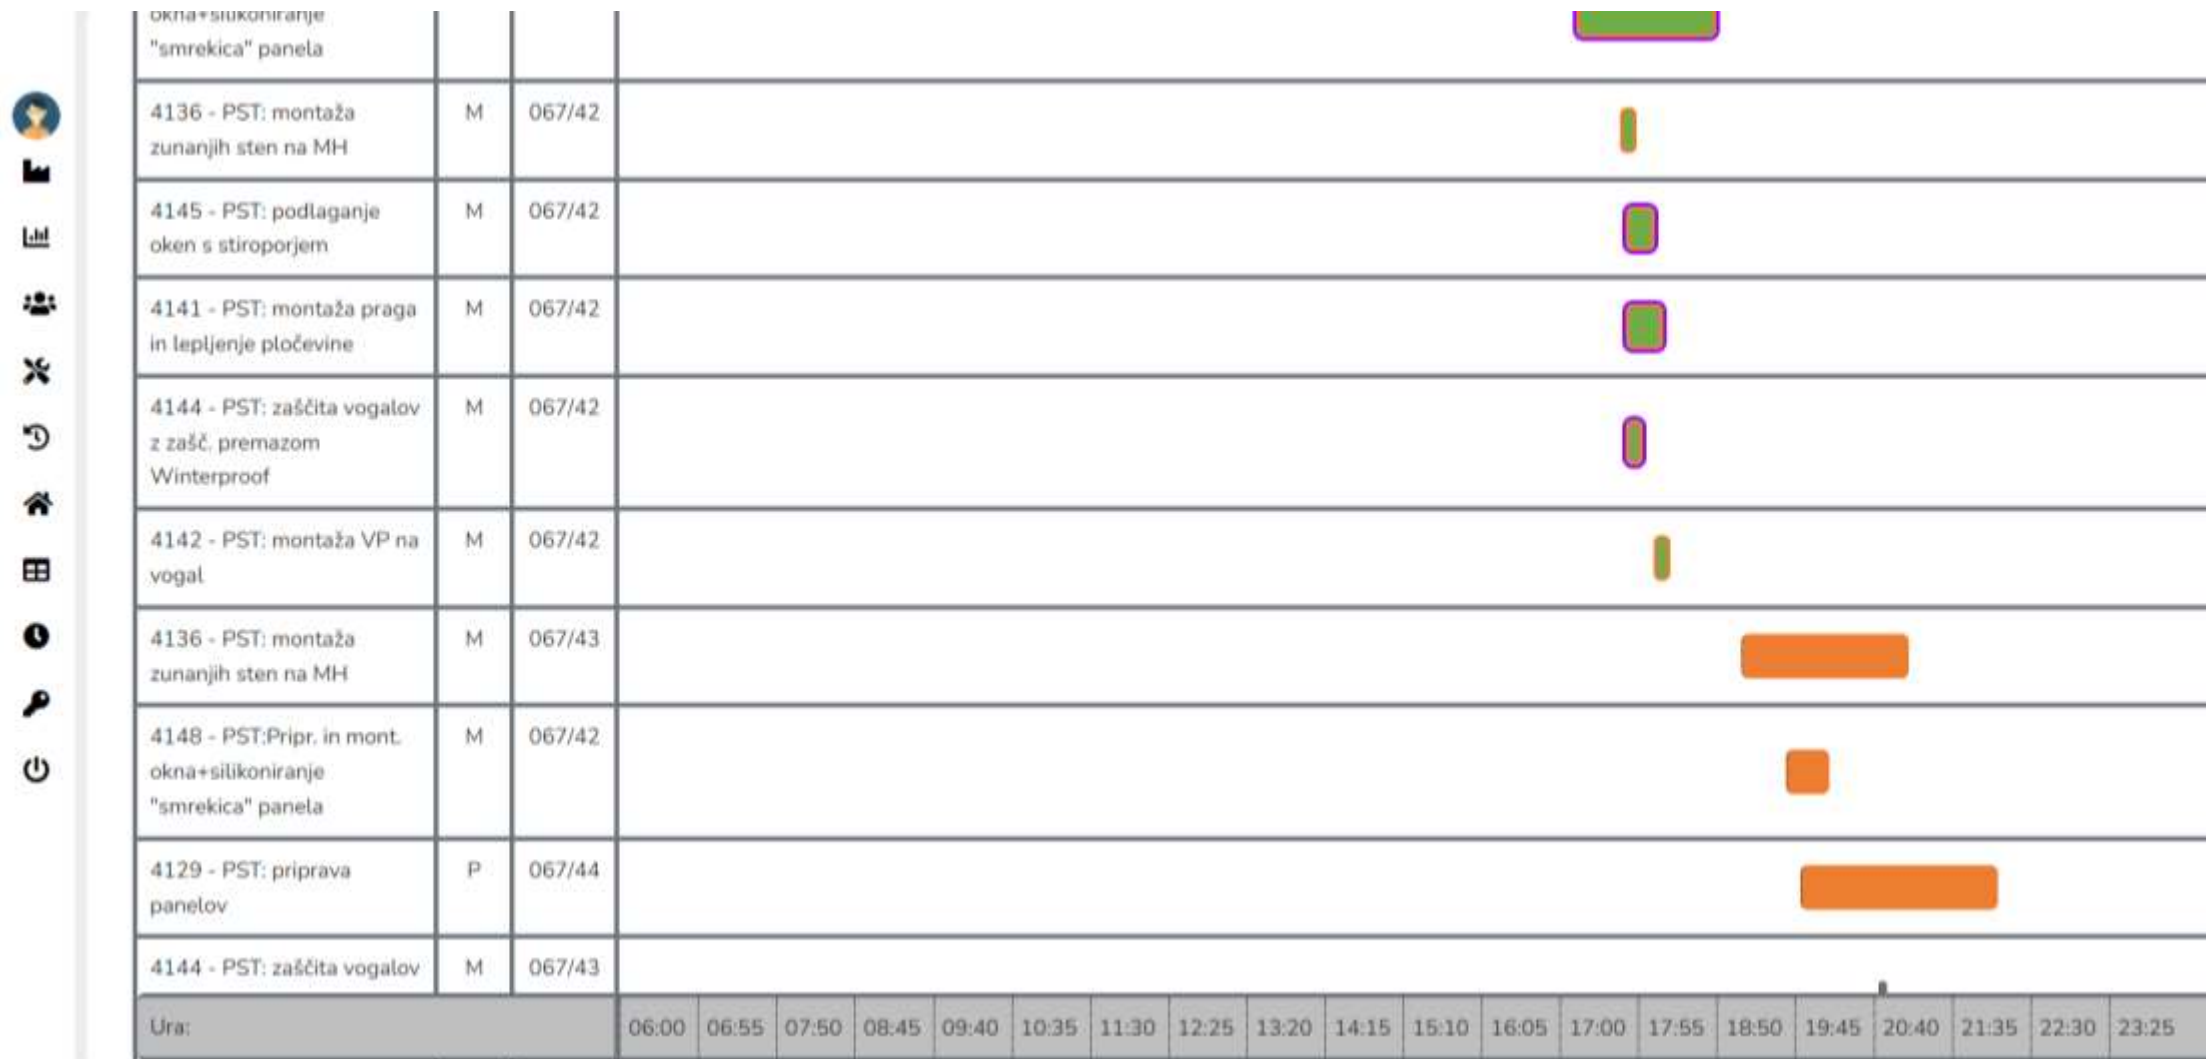 okna+silikoniranje
"smrekica" panela
4136 - PST: montaža M 067/42
zunanjih sten na MH
4145 - PST: podlaganje M 067/42
oken s stiroporjem
4141 - PST: montaža praga M 067/42
in lepljenje pločevine
4144 - PST: zaščita vogalov M 067/42
z zašč. premazom
Winterproof
4142 - PST: montaža VP na M 067/42
vogal
4136 - PST: montaža M 067/43
zunanjih sten na MH
4148 - PST:Pripr. in mont. M 067/42
okna+silikoniranje
"smrekica" panela
4129 - PST: priprava P 067/44
panelov
4144 - PST: zaščita vogalov M 067/43
Ura: 06:00 06:55 07:50 08:45 09:40 10:35 11:30 12:25 13:20 14:15 15:10 16:05 17:00 17:55 18:50 19:45 20:40 21:35 22:30 23:25